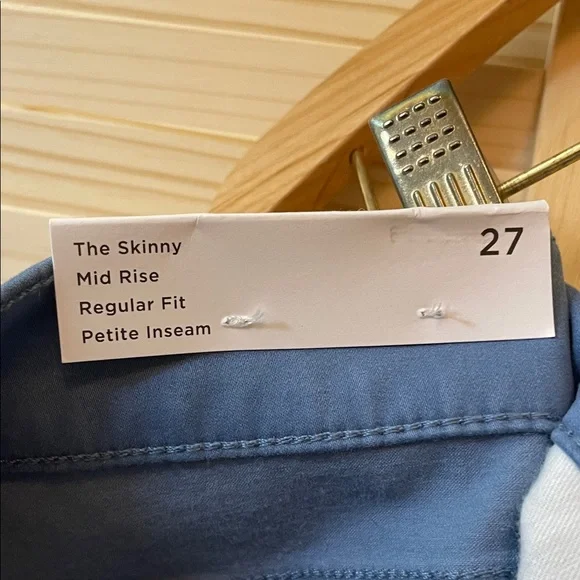 The Skinny
Mid Rise
Regular Fit
Petite Inseam
27